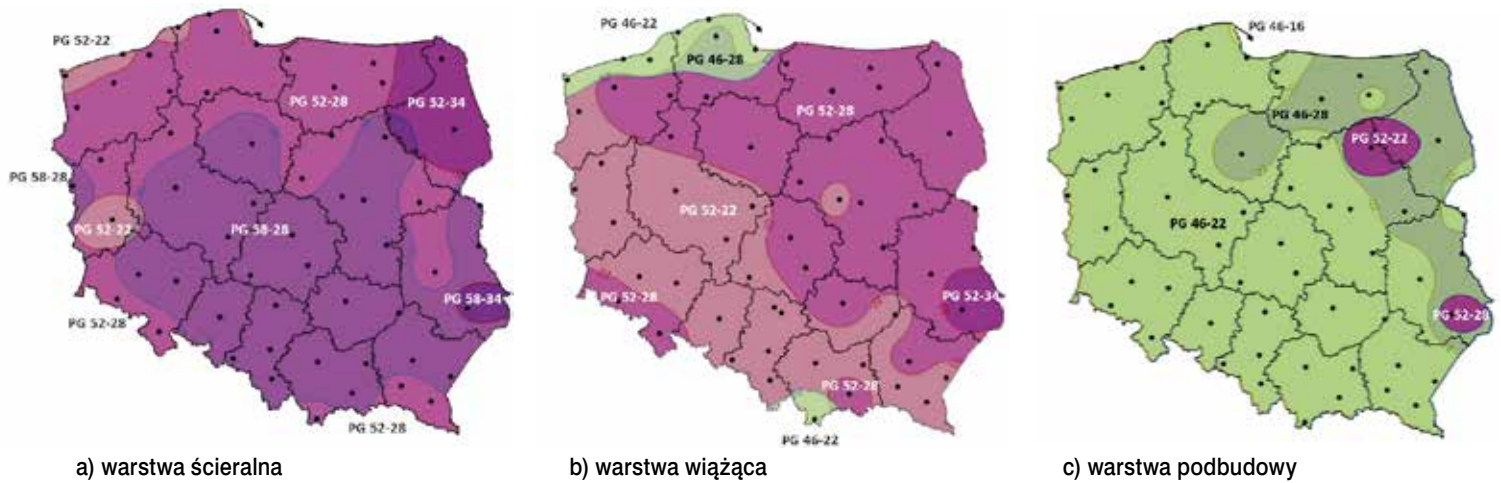 PG 52-22
PG 52-28
PG 52-34
PG 58-28
PG 52-22
PG 58-28
PG 58-34
PG 52-28
PG 52-28
a) warstwa ścieralna
PG 46-22
PG 46-28
PG 52-28
PG 52-22
PG 52-28
PG 52-34
PG 52-28
PG 46-22
b) warstwa wiążąca
PG 46-16
PG 46-28
PG 52-22
PG 46-22
PG 52-28
c) warstwa podbudowy